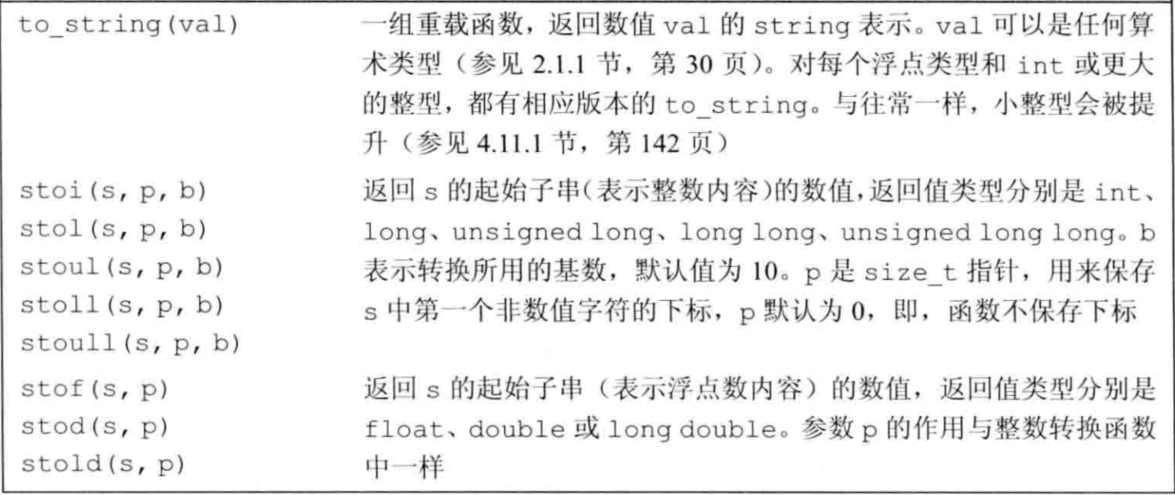 to_string(val) 一组重载函数，返回数值 val 的 string 表示。val 可以是任何算
术类型（参见 2.1.1 节，第 30 页）。对每个浮点类型和 int 或更大
的整型，都有相应版本的 to_string。与往常一样，小整型会被提
升（参见 4.11.1 节，第 142 页）
stoi(s, p, b) 返回 s 的起始子串（表示整数内容）的数值，返回值类型分别是 int、
stol(s, p, b) long、unsigned long、long long、unsigned long long。b
stoul(s, p, b) 表示转换所用的基数，默认值为 10。p 是 size_t 指针，用来保存
stoll(s, p, b) s 中第一个非数值字符的下标，p 默认为 0，即，函数不保存下标
stoull(s, p, b)
stof(s, p) 返回 s 的起始子串（表示浮点数内容）的数值，返回值类型分别是
stod(s, p) float、double 或 long double。参数 p 的作用与整数转换函数
stold(s, p) 中一样